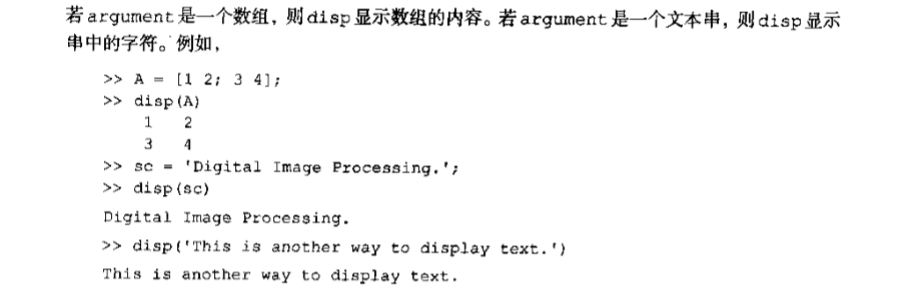 若argument是一个数组，则disp显示数组的内容。若argument是一个文本串，则disp显示
串中的字符。例如，
>> A = [1 2; 3 4];
>> disp(A)
1 2
3 4
>> sc = 'Digital Image Processing.';
>> disp(sc)
Digital Image Processing.
>> disp('This is another way to display text.')
This is another way to display text.